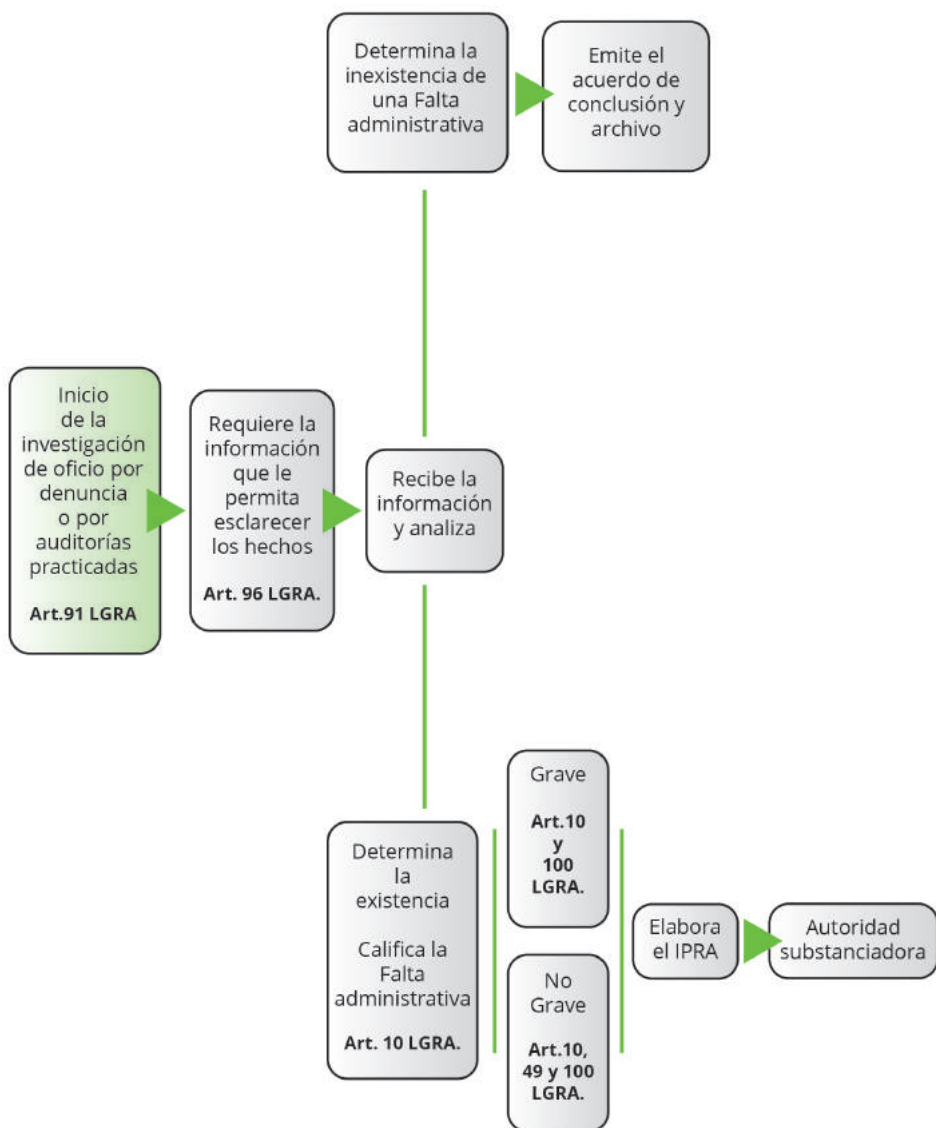 Determina la
inexistencia de
una Falta
administrativa
Emite el
acuerdo de
conclusión y
archivo
Inicio
de la
investigación
de oficio por
denuncia
o por
auditorías
practicadas
Art.91 LGRA
Requiere la
información
que le
permita
esclarecer
los hechos
Art. 96 LGRA.
Recibe la
información
y analiza
Determina
la
existencia
Califica la
Falta
administrativa
Art. 10 LGRA.
Grave
Art.10
y
100
LGRA.
No
Grave
Art.10,
49 y 100
LGRA.
Elabora
el IPRA
Autoridad
substanciadora